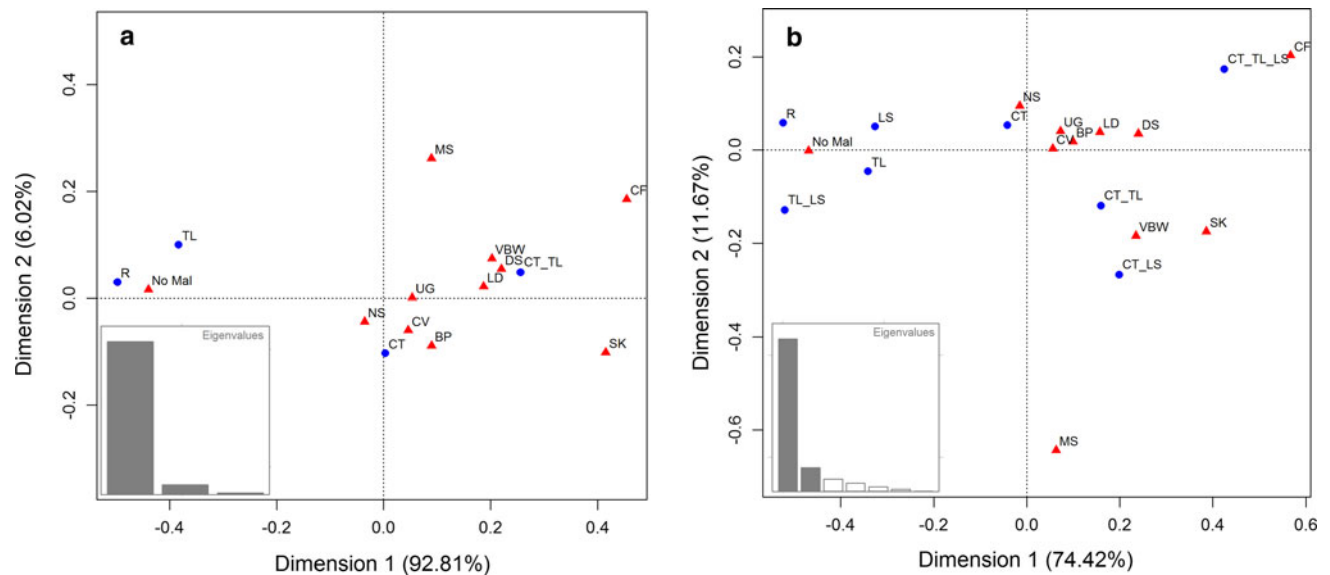 a
Dimension 2 (6.02%)
0.4
0.2
0.0
-0.2
MS
CF
TL
VBW
DS
CT_TL
R
No Mal
LD
UG
NS
CV
CT
BP
SK
Eigenvalues
-0.4
-0.2
0.0
0.2
0.4
Dimension 1 (92.81%)
b
Dimension 2 (11.67%)
0.2
0.0
-0.2
-0.4
-0.6
CF
CT_TL_LS
NS
R
LS
CT
UG
LD
DS
CV
BP
No Mal
TL
TL_LS
CT_TL
VBW
SK
CT_LS
Eigenvalues
MS
-0.4
-0.2
0.0
0.2
0.4
0.6
Dimension 1 (74.42%)